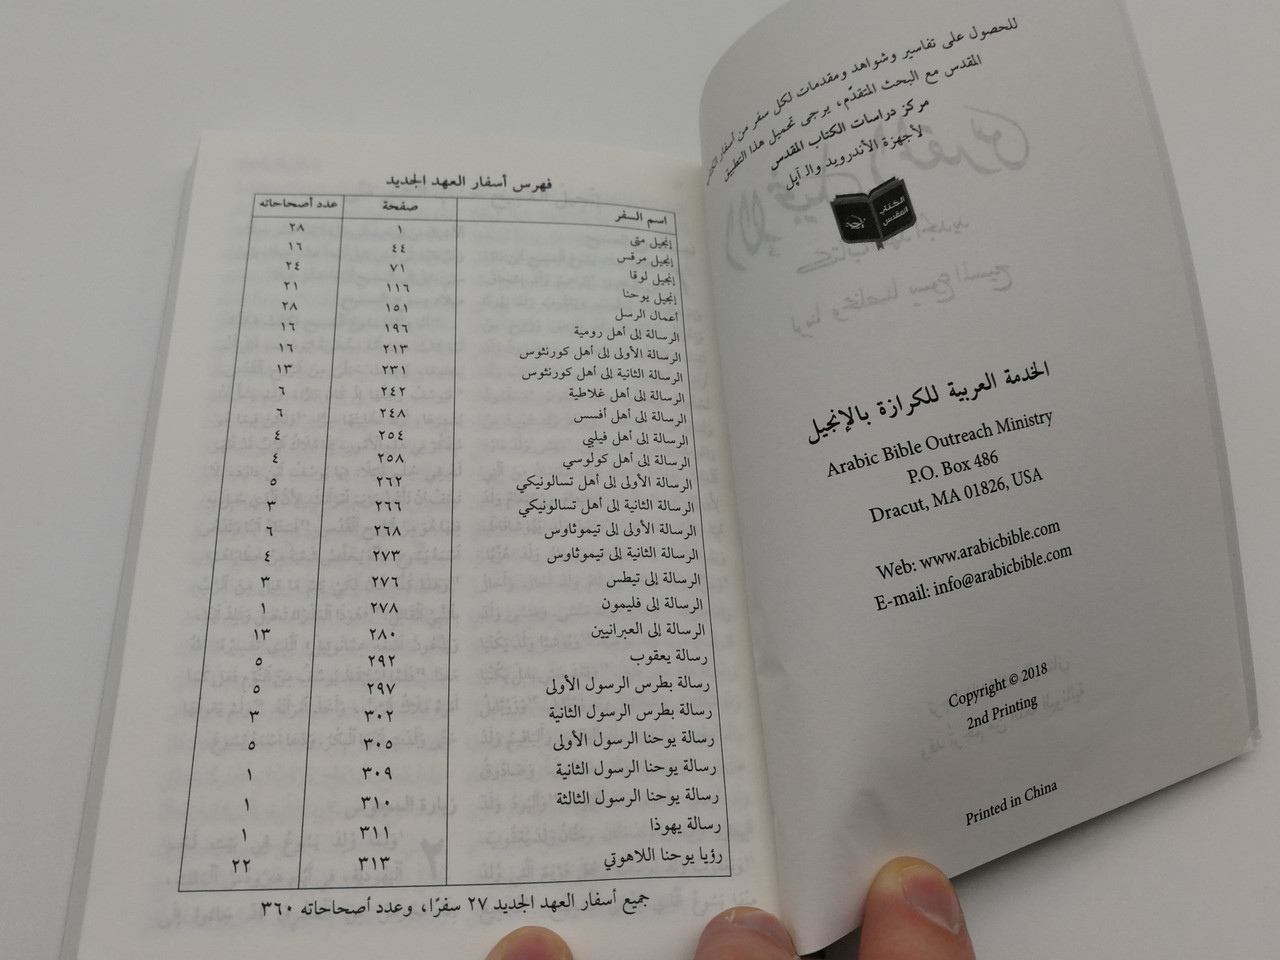 للحصول على تفاسير وشواهد ومقدمات لكل سفر من أسفار الكتاب
المقدس مع البحث المتقدّم، يرجى تحميل هذا التطبيق
مركز دراسات الكتاب المقدس
لأجهزة الأندرويد والـ آپل
الكتاب
المقدس
الخدمة العربية للكرازة بالإنجيل
Arabic Bible Outreach Ministry
P.O. Box 486
Dracut, MA 01826, USA
Web: www.arabicbible.com
E-mail: info@arabicbible.com
Copyright © 2018
2nd Printing
Printed in China
فهرس أسفار العهد الجديد
اسم السفر صفحة عدد أصحاحاته
إنجيل متى ١ ٢٨
إنجيل مرقس ٤٤ ١٦
إنجيل لوقا ٧١ ٢٤
إنجيل يوحنا ١١٦ ٢١
أعمال الرسل ١٥١ ٢٨
الرسالة إلى أهل رومية ١٩٦ ١٦
الرسالة الأولى إلى أهل كورنثوس ٢١٣ ١٦
الرسالة الثانية إلى أهل كورنثوس ٢٣١ ١٣
الرسالة إلى أهل غلاطية ٢٤٢ ٦
الرسالة إلى أهل أفسس ٢٤٨ ٦
الرسالة إلى أهل فيلبي ٢٥٤ ٤
الرسالة إلى أهل كولوسي ٢٥٨ ٤
الرسالة الأولى إلى أهل تسالونيكي ٢٦٢ ٥
الرسالة الثانية إلى أهل تسالونيكي ٢٦٦ ٣
الرسالة الأولى إلى تيموثاوس ٢٦٨ ٦
الرسالة الثانية إلى تيموثاوس ٢٧٣ ٤
الرسالة إلى تيطس ٢٧٦ ٣
الرسالة إلى فليمون ٢٧٨ ١
الرسالة إلى العبرانيين ٢٨٠ ١٣
رسالة يعقوب ٢٩٢ ٥
رسالة بطرس الرسول الأولى ٢٩٧ ٥
رسالة بطرس الرسول الثانية ٣٠٢ ٣
رسالة يوحنا الرسول الأولى ٣٠٥ ٥
رسالة يوحنا الرسول الثانية ٣٠٩ ١
رسالة يوحنا الرسول الثالثة ٣١٠ ١
رسالة يهوذا ٣١١ ١
رؤيا يوحنا اللاهوتي ٣١٣ ٢٢
جميع أسفار العهد الجديد ٢٧ سفرًا، وعدد أصحاحاته ٣٦٠